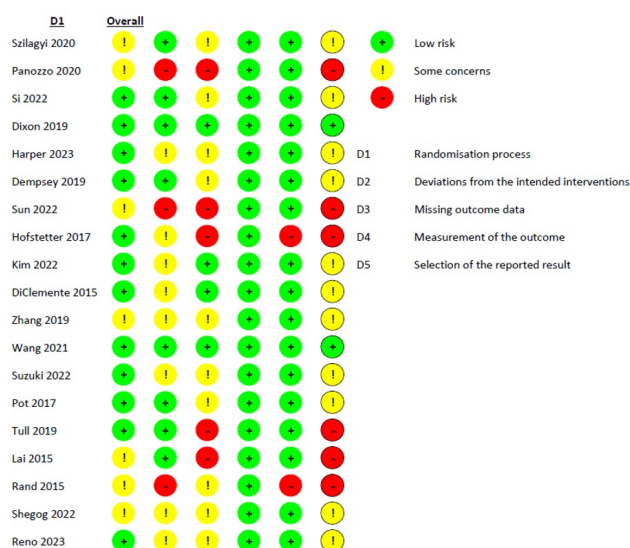 D1 Overall
Szilagyi 2020 ! + ! + + ! + Low risk
Panozzo 2020 ! - - + + - ! Some concerns
Si 2022 + + ! + + ! - High risk
Dixon 2019 + + + + + +
Harper 2023 + ! ! + + ! D1 Randomisation process
Dempsey 2019 + + ! + + ! D2 Deviations from the intended interventions
Sun 2022 ! - - + + - D3 Missing outcome data
Hofstetter 2017 + ! - + - - D4 Measurement of the outcome
Kim 2022 + ! + + + ! D5 Selection of the reported result
DiClemente 2015 + ! + + + !
Zhang 2019 ! ! ! + + !
Wang 2021 + + + + + +
Suzuki 2022 + ! ! + + !
Pot 2017 + + ! + + !
Tull 2019 + + - + + -
Lai 2015 ! + - + + -
Rand 2015 ! - ! + - -
Shegog 2022 ! ! ! + + !
Reno 2023 + ! ! + + !